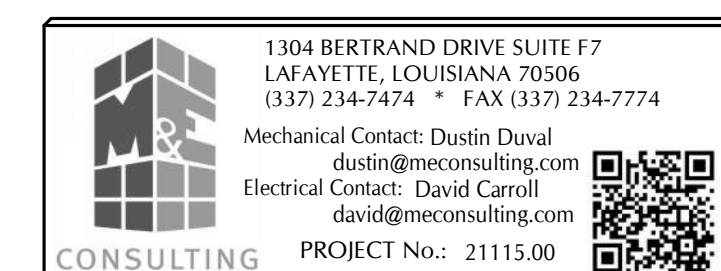 M&E
CONSULTING
1304 BERTRAND DRIVE SUITE F7
LAFAYETTE, LOUISIANA 70506
(337) 234-7474 * FAX (337) 234-7774
Mechanical Contact: Dustin Duval
dustin@meconsulting.com
Electrical Contact: David Carroll
david@meconsulting.com
PROJECT No.: 21115.00